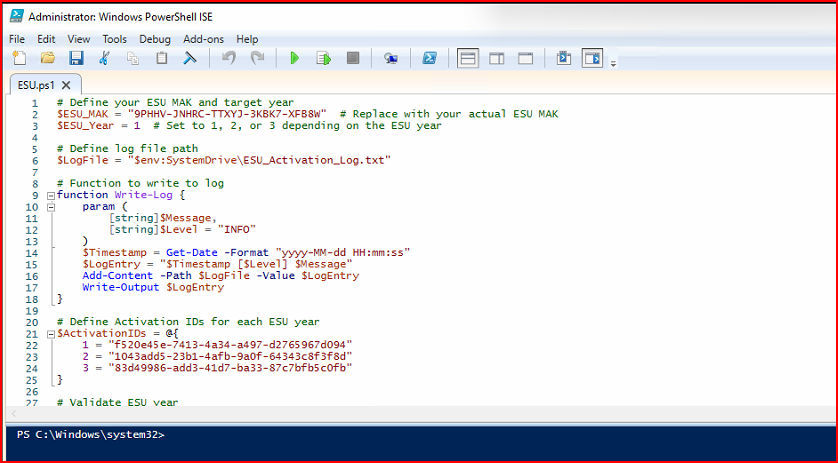 Administrator: Windows PowerShell ISE
File Edit View Tools Debug Add-ons Help
ESU.ps1
1 # Define your ESU MAK and target year
2 $ESU_MAK = "9PHHV-JNHRC-TTXYJ-3KBK7-XFB8W" # Replace with your actual ESU MAK
3 $ESU_Year = 1 # Set to 1, 2, or 3 depending on the ESU year
4
5 # Define log file path
6 $LogFile = "$env:SystemDrive\ESU_Activation_Log.txt"
7
8 # Function to write to log
9 function Write-Log {
10 param (
11 [string]$Message,
12 [string]$Level = "INFO"
13 )
14 $Timestamp = Get-Date -Format "yyyy-MM-dd HH:mm:ss"
15 $LogEntry = "$Timestamp [$Level] $Message"
16 Add-Content -Path $LogFile -Value $LogEntry
17 Write-Output $LogEntry
18 }
19
20 # Define Activation IDs for each ESU year
21 $ActivationIDs = @{
22 1 = "f520e45e-7413-4a34-a497-d2765967d094"
23 2 = "1043add5-23b1-4afb-9a0f-64343c8f3f8d"
24 3 = "83d49986-add3-41d7-ba33-87c7bfb5c0fb"
25 }
26
27 # Validate ESU year
PS C:\Windows\system32>